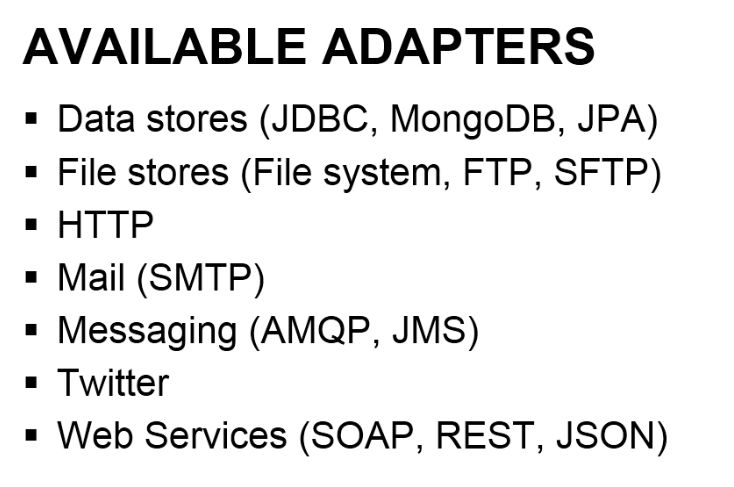 AVAILABLE ADAPTERS
▪ Data stores (JDBC, MongoDB, JPA)
▪ File stores (File system, FTP, SFTP)
▪ HTTP
▪ Mail (SMTP)
▪ Messaging (AMQP, JMS)
▪ Twitter
▪ Web Services (SOAP, REST, JSON)